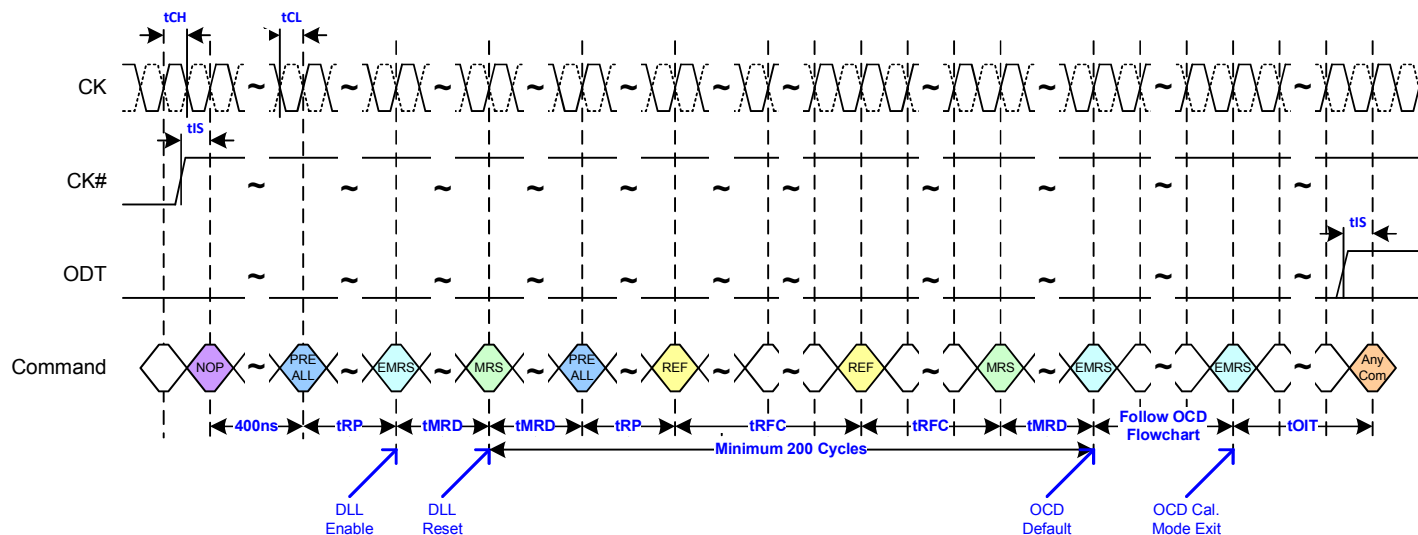 tCH
tCL
CK
tIS
CK#
tIS
ODT
Command
NOP
PRE
ALL
EMRS
MRS
PRE
ALL
REF
REF
MRS
EMRS
EMRS
Any
Com
400ns
tRP
tMRD
tMRD
tRP
tRFC
tRFC
tMRD
Follow OCD
Flowchart
tOIT
Minimum 200 Cycles
DLL
Enable
DLL
Reset
OCD
Default
OCD Cal.
Mode Exit